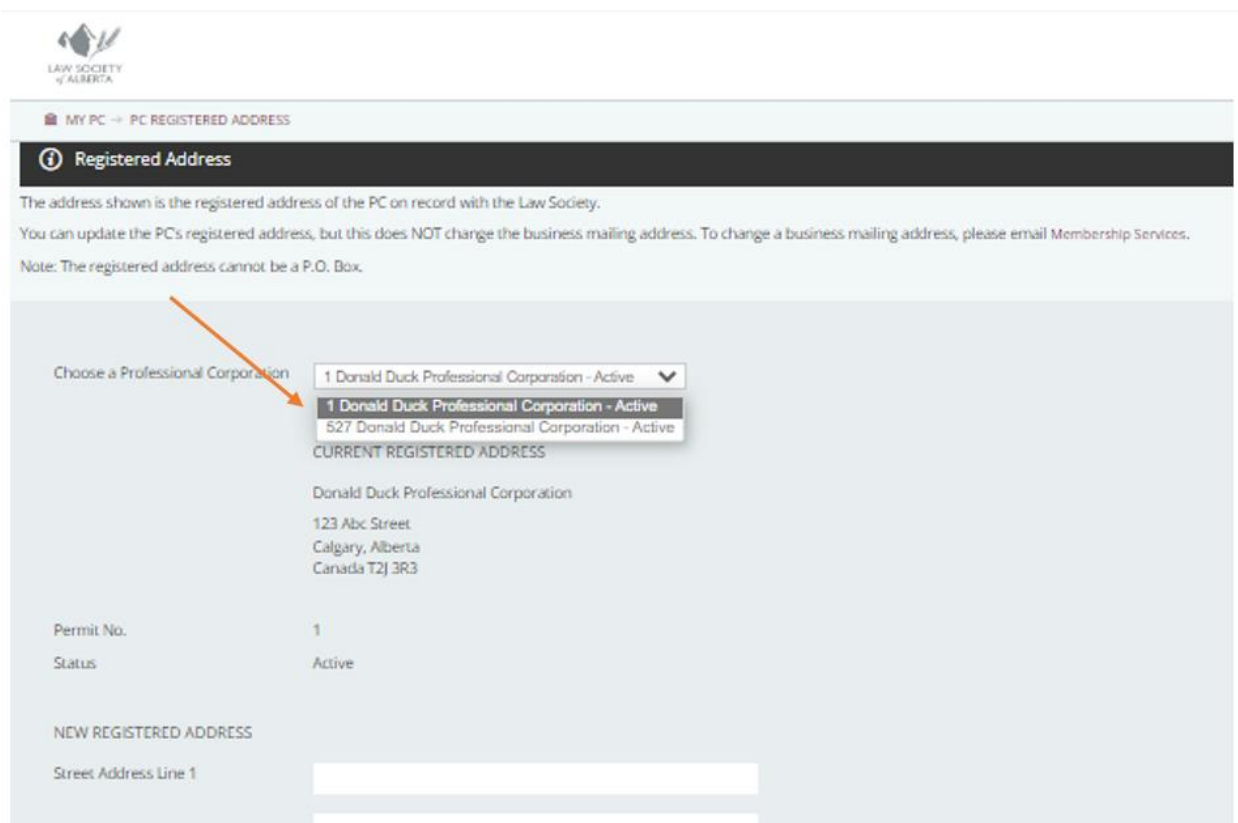 LAW SOCIETY
of ALBERTA
MY PC → PC REGISTERED ADDRESS
Registered Address
The address shown is the registered address of the PC on record with the Law Society.
You can update the PC's registered address, but this does NOT change the business mailing address. To change a business mailing address, please email Membership Services.
Note: The registered address cannot be a P.O. Box.
Choose a Professional Corporation
1 Donald Duck Professional Corporation - Active
1 Donald Duck Professional Corporation - Active
527 Donald Duck Professional Corporation - Active
CURRENT REGISTERED ADDRESS
Donald Duck Professional Corporation
123 Abc Street
Calgary, Alberta
Canada T2J 3R3
Permit No. 1
Status Active
NEW REGISTERED ADDRESS
Street Address Line 1